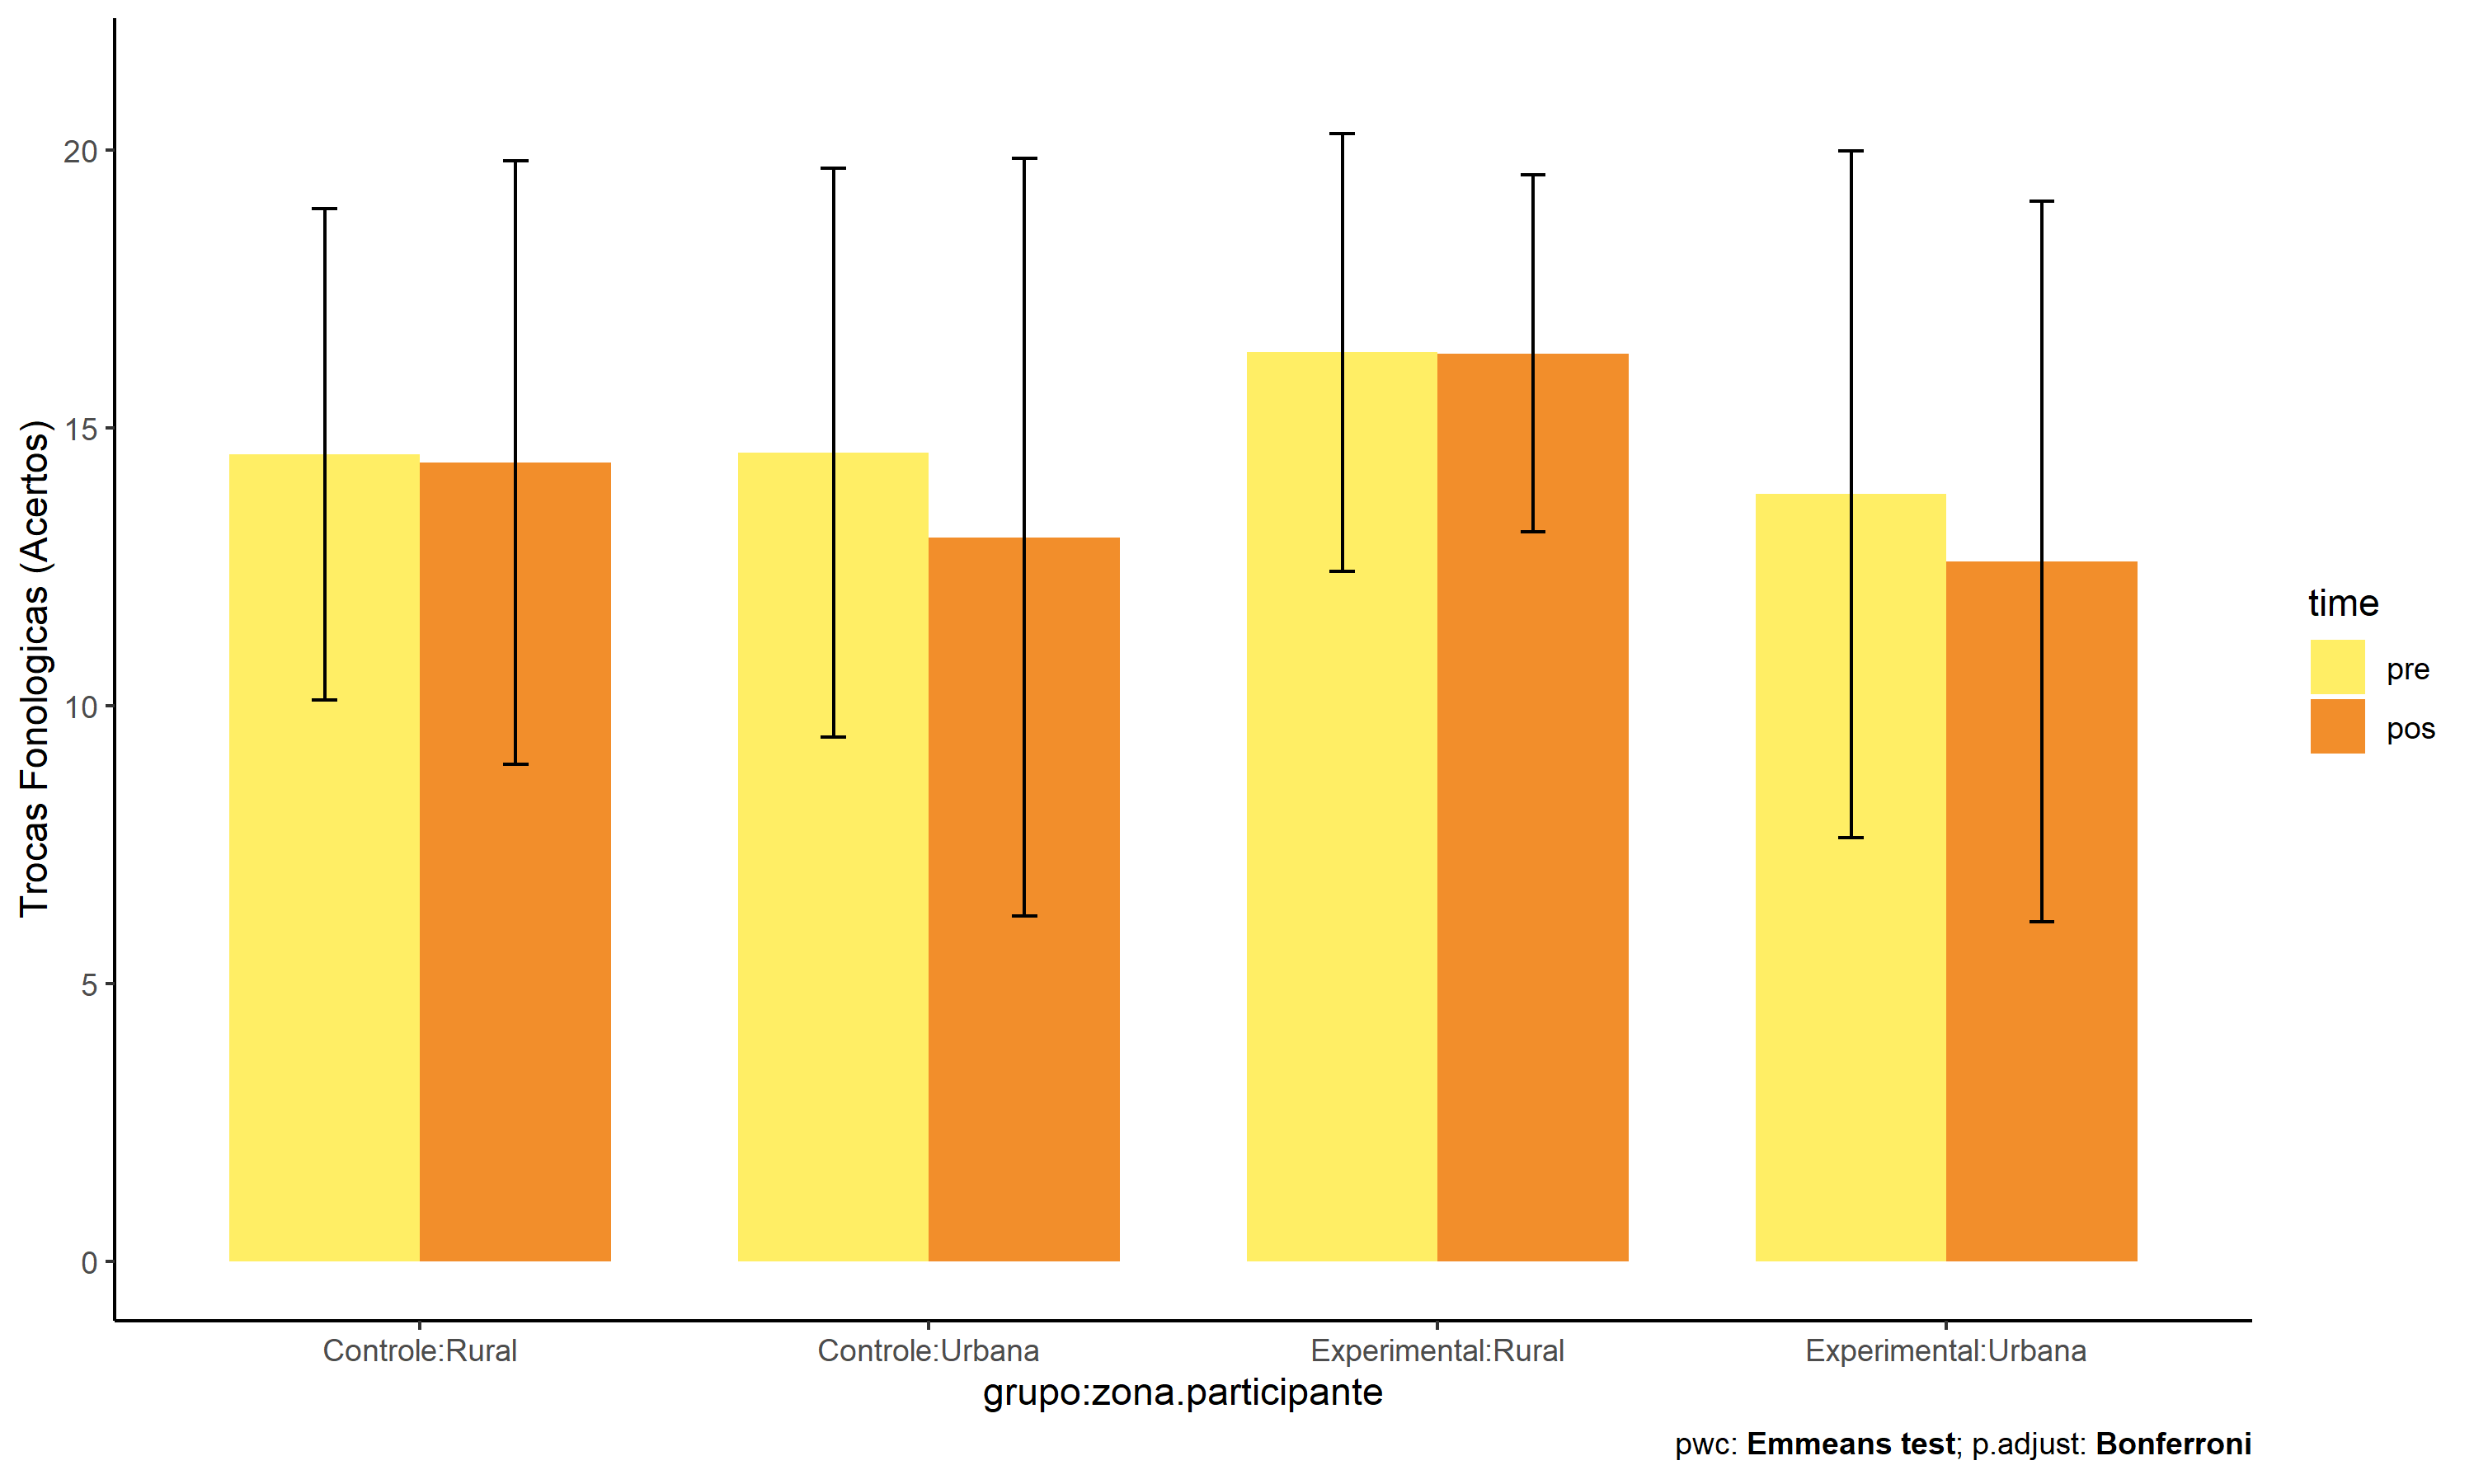 Trocas Fonologicas (Acertos)
20
15
10
5
0
Controle:Rural
Controle:Urbana
Experimental:Rural
Experimental:Urbana
grupo:zona.participante
time
pre
pos
pwc: Emmeans test; p.adjust: Bonferroni